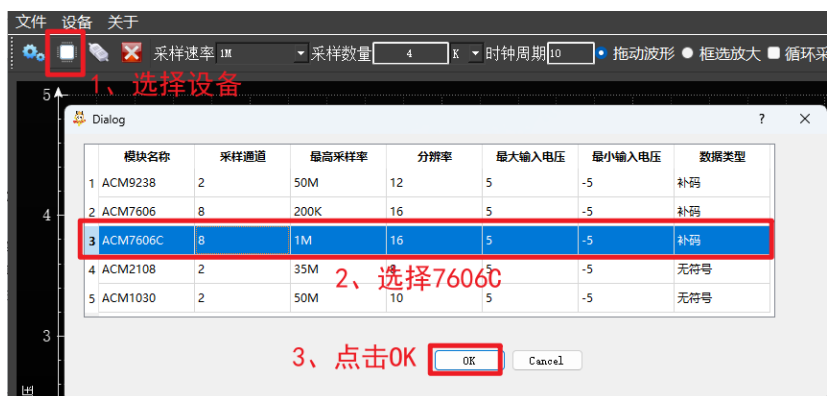 文件 设备 关于
采样速率 1M 采样数量 4 K 时钟周期 10 拖动波形 框选放大 循环采
1、选择设备
5
Dialog ? ×
模块名称 采样通道 最高采样率 分辨率 最大输入电压 最小输入电压 数据类型
1 ACM9238 2 50M 12 5 -5 补码
4
2 ACM7606 8 200K 16 5 -5 补码
3 ACM7606C 8 1M 16 5 -5 补码
4 ACM2108 2 35M 5 -5 无符号
2、选择7606C
5 ACM1030 2 50M 10 5 -5 无符号
3
3、点击OK
OK Cancel